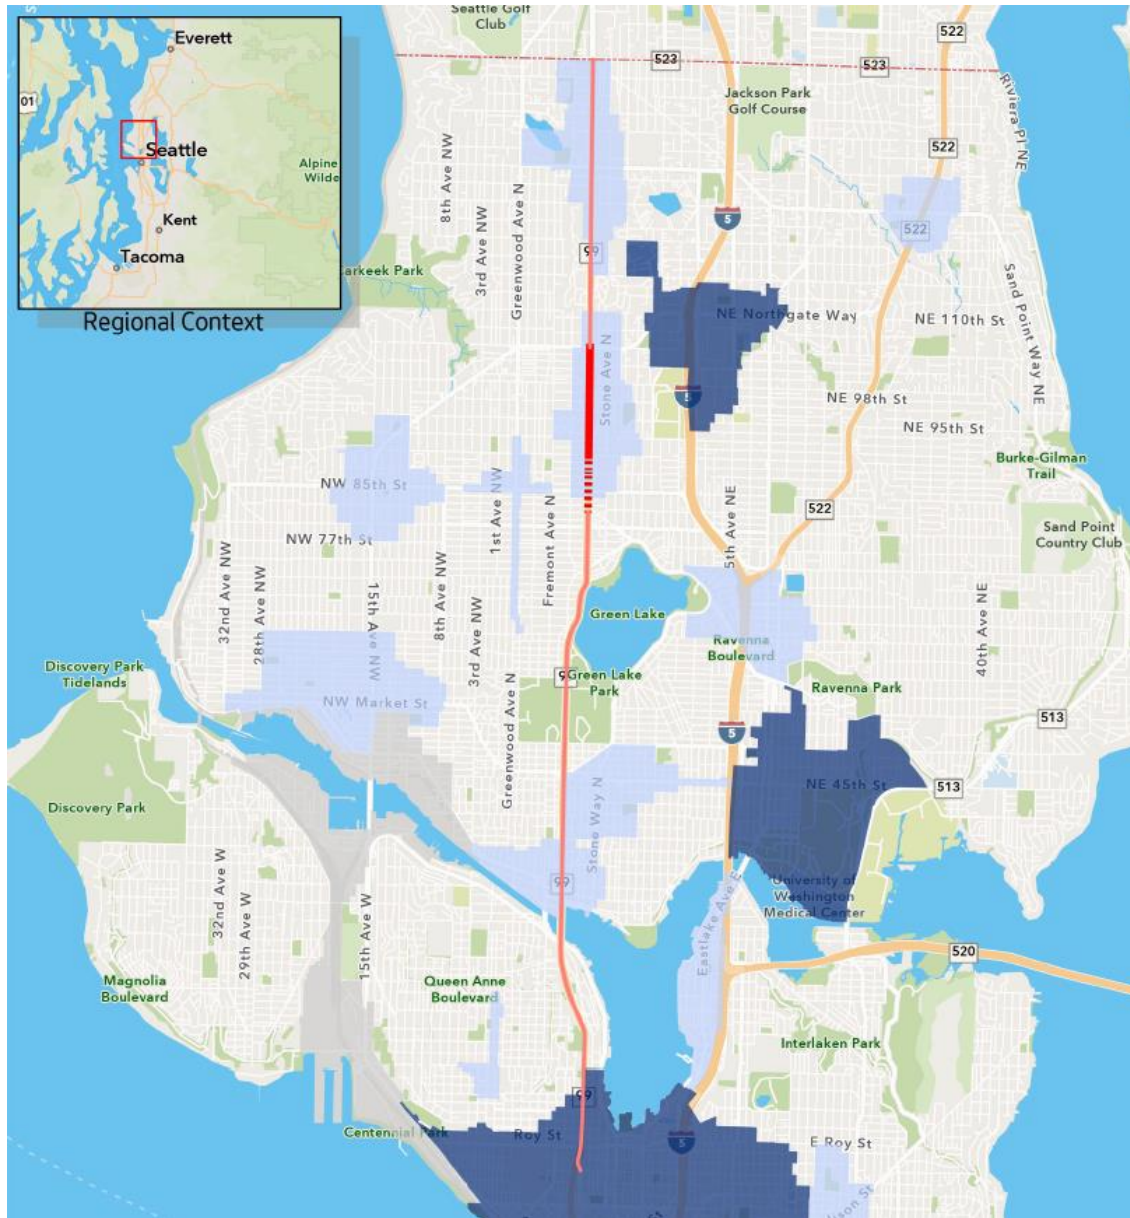 Seattle Golf
Club
522
Everett
523
523
01
Riviera Pl NE
Jackson Park
Golf Course
Seattle
522
Alpine
Wilde
8th Ave NW
Greenwood Ave N
Kent
3rd Ave NW
5
522
99
Tacoma
arkeek Park
Sand Point Way NE
Regional Context
NE Northgate Way
NE 110th St
Stone Ave N
5
NE 98th St
NE 95th St
Burke-Gilman
Trail
NW 85th St
1st Ave NW
Fremont Ave N
5th Ave NE
522
Sand Point
Country Club
NW 77th St
32nd Ave NW
28th Ave NW
15th Ave NW
8th Ave NW
3rd Ave NW
Green Lake
40th Ave NE
Ravenna
Boulevard
Discovery Park
Tidelands
Green Lake
Park
Ravenna Park
NW Market St
Greenwood Ave N
513
5
NE 45th St
513
Discovery Park
Stone Way N
99
32nd Ave W
29th Ave W
15th Ave W
University of
Washington
Medical Center
Eastlake Ave E
520
Magnolia
Boulevard
Queen Anne
Boulevard
Interlaken Park
99
Centennial Park
Roy St
5
E Roy St